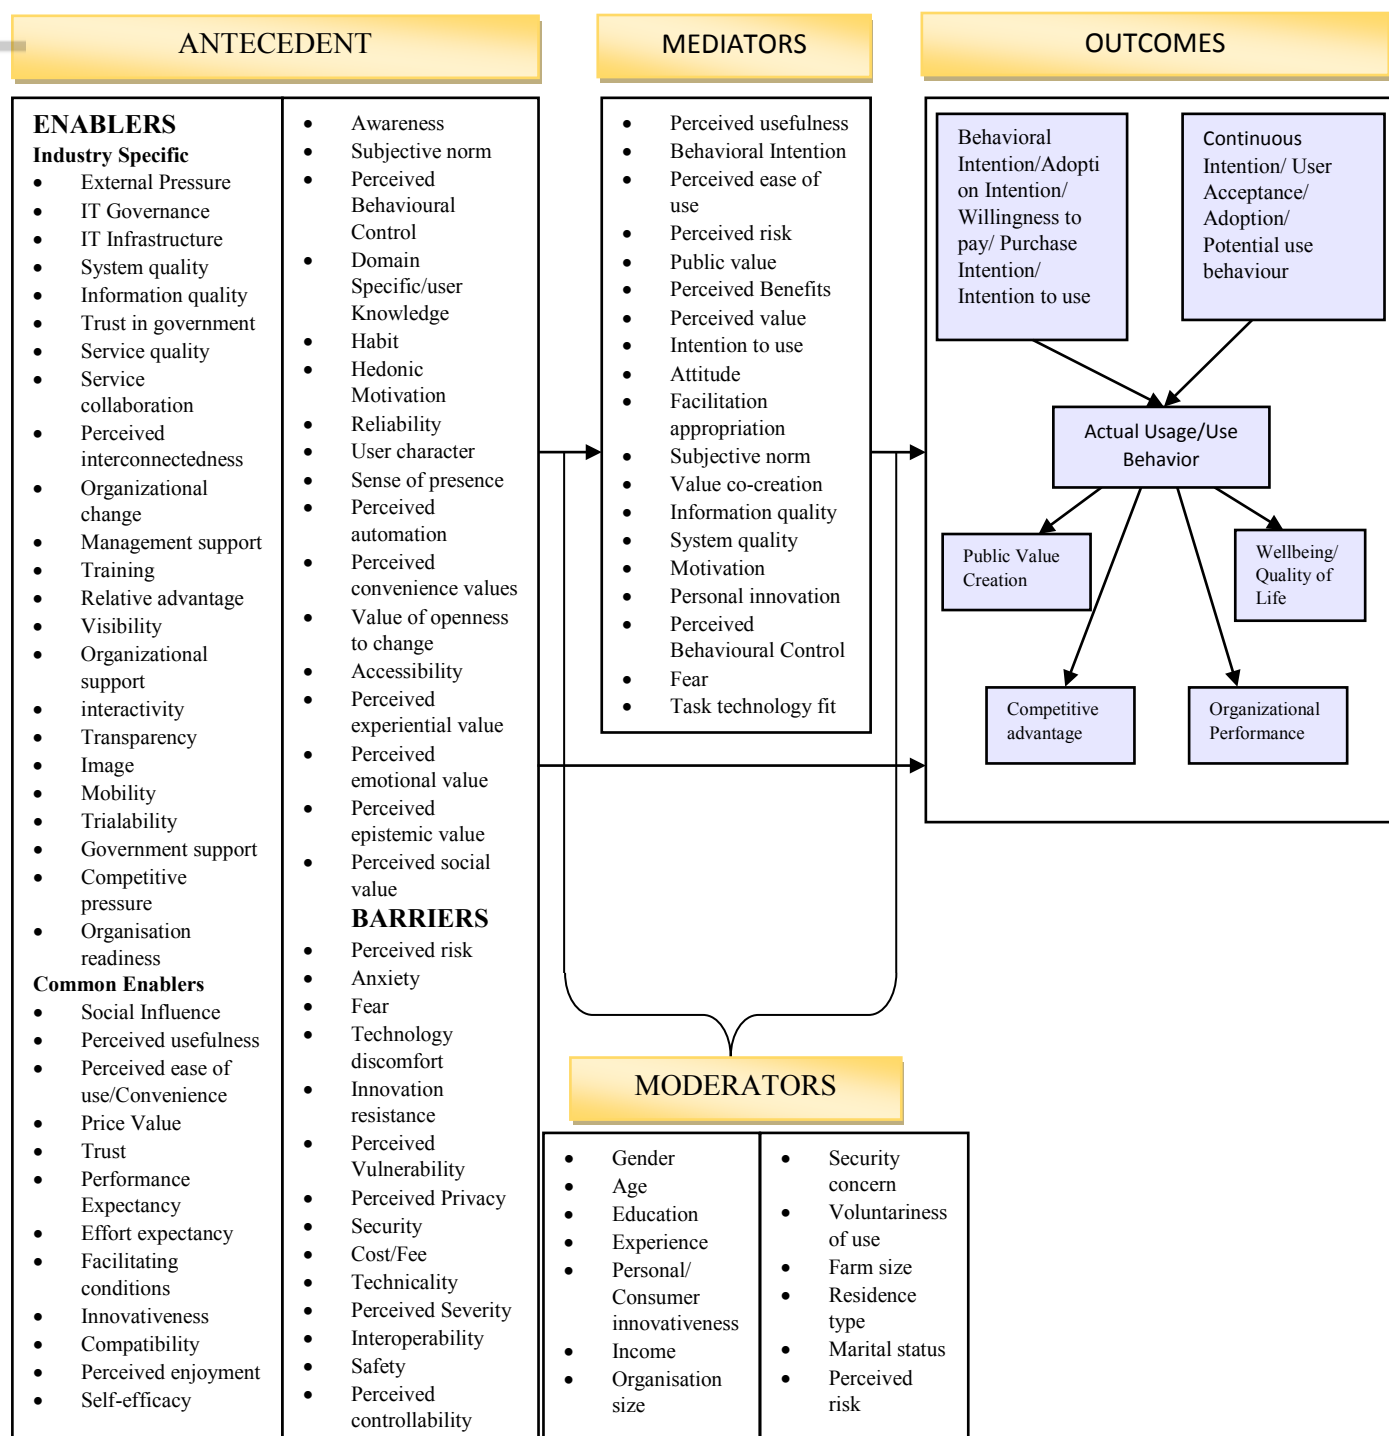 ANTECEDENT
ENABLERS
Industry Specific
• External Pressure
• IT Governance
• IT Infrastructure
• System quality
• Information quality
• Trust in government
• Service quality
• Service
collaboration
• Perceived
interconnectedness
• Organizational
change
• Management support
• Training
• Relative advantage
• Visibility
• Organizational
support
• interactivity
• Transparency
• Image
• Mobility
• Trialability
• Government support
• Competitive
pressure
• Organisation
readiness
Common Enablers
• Social Influence
• Perceived usefulness
• Perceived ease of
use/Convenience
• Price Value
• Trust
• Performance
Expectancy
• Effort expectancy
• Facilitating
conditions
• Innovativeness
• Compatibility
• Perceived enjoyment
• Self-efficacy
• Awareness
• Subjective norm
• Perceived
Behavioural
Control
• Domain
Specific/user
Knowledge
• Habit
• Hedonic
Motivation
• Reliability
• User character
• Sense of presence
• Perceived
automation
• Perceived
convenience values
• Value of openness
to change
• Accessibility
• Perceived
experiential value
• Perceived
emotional value
• Perceived
epistemic value
• Perceived social
value
BARRIERS
• Perceived risk
• Anxiety
• Fear
• Technology
discomfort
• Innovation
resistance
• Perceived
Vulnerability
• Perceived Privacy
• Security
• Cost/Fee
• Technicality
• Perceived Severity
• Interoperability
• Safety
• Perceived
controllability
MEDIATORS
• Perceived usefulness
• Behavioral Intention
• Perceived ease of
use
• Perceived risk
• Public value
• Perceived Benefits
• Perceived value
• Intention to use
• Attitude
• Facilitation
appropriation
• Subjective norm
• Value co-creation
• Information quality
• System quality
• Motivation
• Personal innovation
• Perceived
Behavioural Control
• Fear
• Task technology fit
OUTCOMES
Behavioral
Intention/Adopti
on Intention/
Willingness to
pay/ Purchase
Intention/
Intention to use
Continuous
Intention/ User
Acceptance/
Adoption/
Potential use
behaviour
Actual Usage/Use
Behavior
Public Value
Creation
Wellbeing/
Quality of
Life
Competitive
advantage
Organizational
Performance
MODERATORS
• Gender
• Age
• Education
• Experience
• Personal/
Consumer
innovativeness
• Income
• Organisation
size
• Security
concern
• Voluntariness
of use
• Farm size
• Residence
type
• Marital status
• Perceived
risk